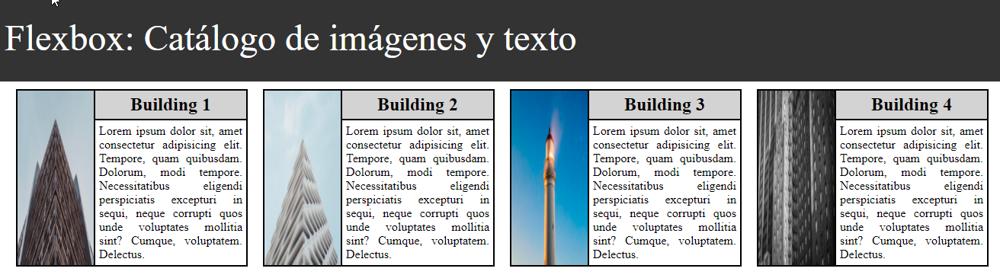 Flexbox: Catálogo de imágenes y texto
Building 1
Lorem ipsum dolor sit, amet
consectetur adipisicing elit.
Tempore, quam quibusdam.
Dolorum, modi tempore.
Necessitatibus eligendi
perspiciatis excepturi in
sequi, neque corrupti quos
unde voluptates mollitia
sint? Cumque, voluptatem.
Delectus.
Building 2
Lorem ipsum dolor sit, amet
consectetur adipisicing elit.
Tempore, quam quibusdam.
Dolorum, modi tempore.
Necessitatibus eligendi
perspiciatis excepturi in
sequi, neque corrupti quos
unde voluptates mollitia
sint? Cumque, voluptatem.
Delectus.
Building 3
Lorem ipsum dolor sit, amet
consectetur adipisicing elit.
Tempore, quam quibusdam.
Dolorum, modi tempore.
Necessitatibus eligendi
perspiciatis excepturi in
sequi, neque corrupti quos
unde voluptates mollitia
sint? Cumque, voluptatem.
Delectus.
Building 4
Lorem ipsum dolor sit, amet
consectetur adipisicing elit.
Tempore, quam quibusdam.
Dolorum, modi tempore.
Necessitatibus eligendi
perspiciatis excepturi in
sequi, neque corrupti quos
unde voluptates mollitia
sint? Cumque, voluptatem.
Delectus.